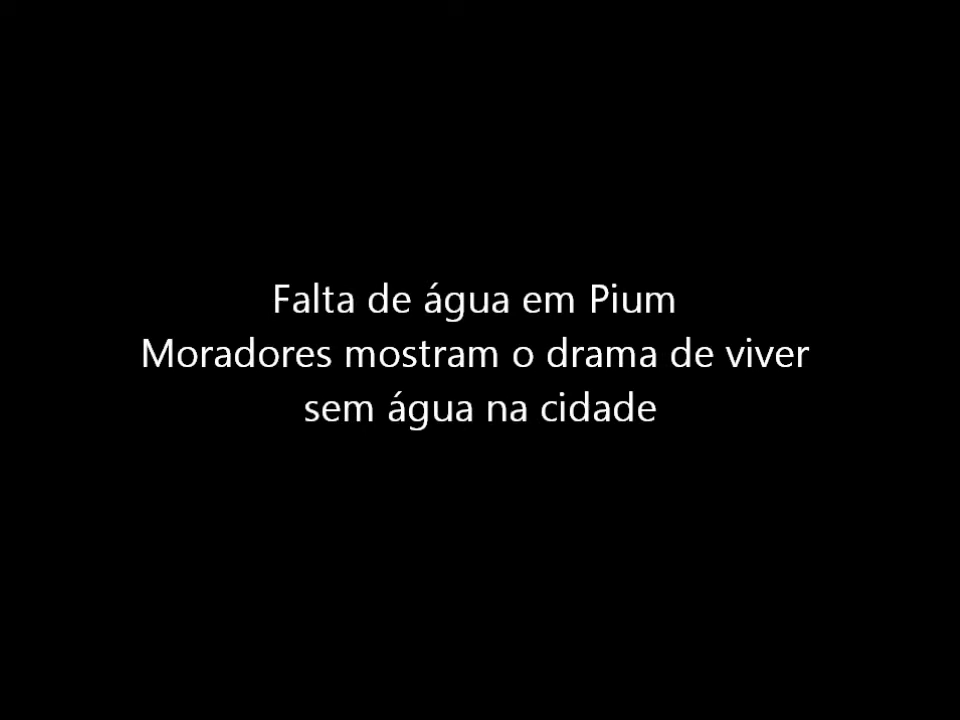 Falta de água em Pium
Moradores mostram o drama de viver
sem água na cidade